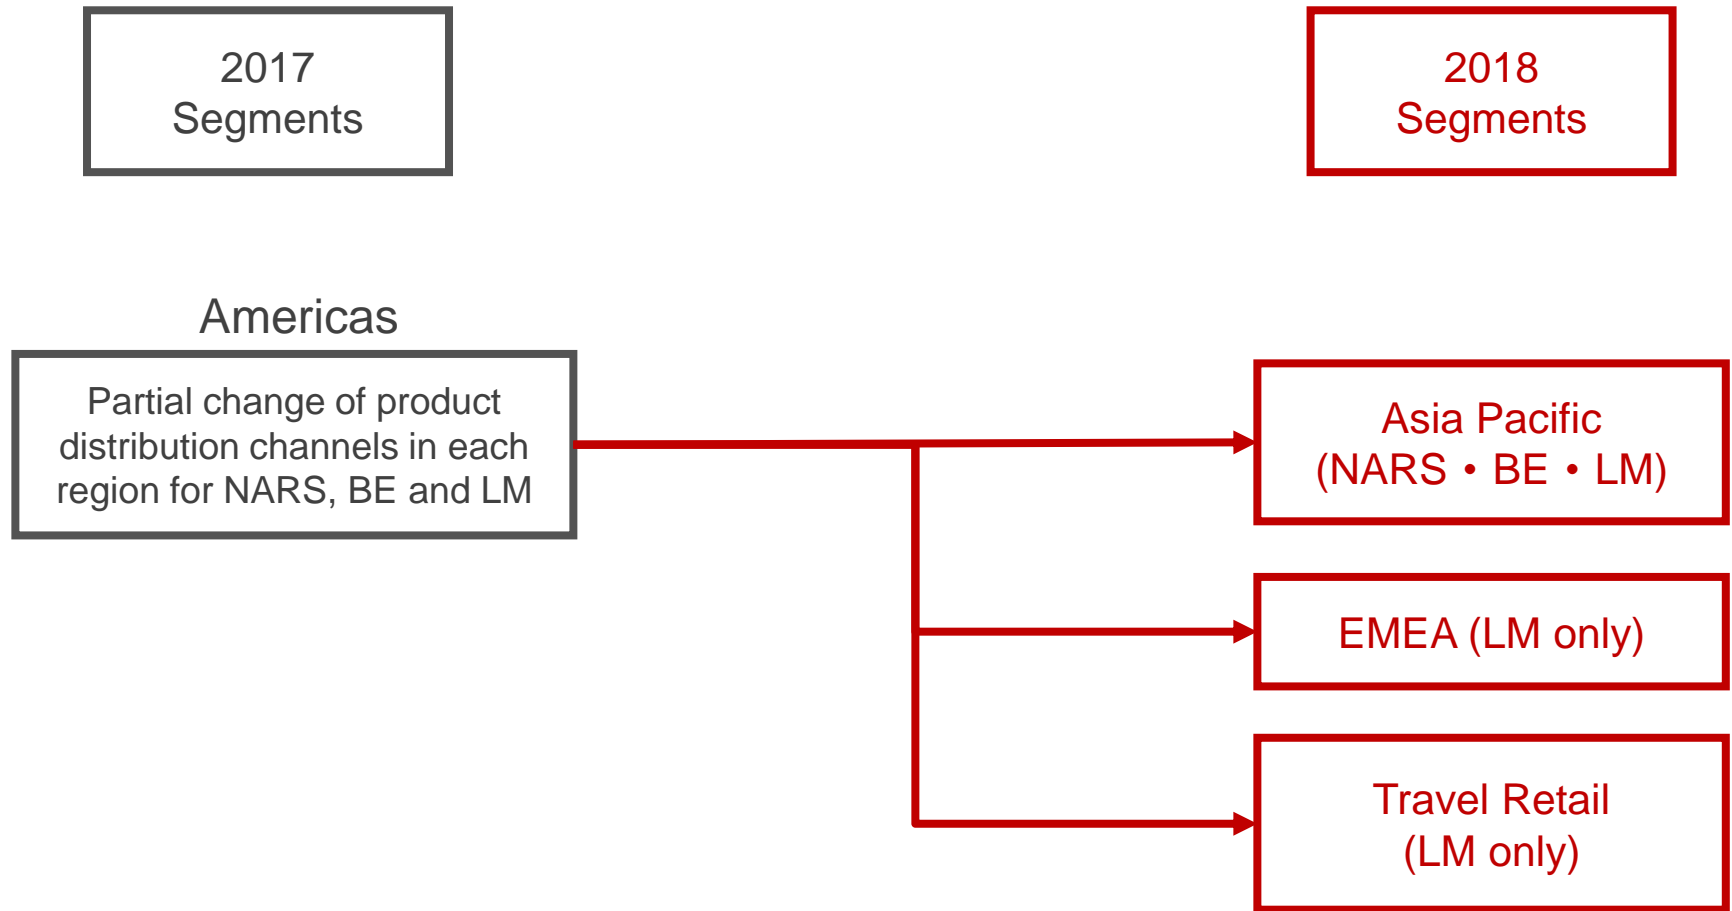 2017
Segments
2018
Segments
Americas
Partial change of product
distribution channels in each
region for NARS, BE and LM
Asia Pacific
(NARS・BE・LM)
EMEA (LM only)
Travel Retail
(LM only)